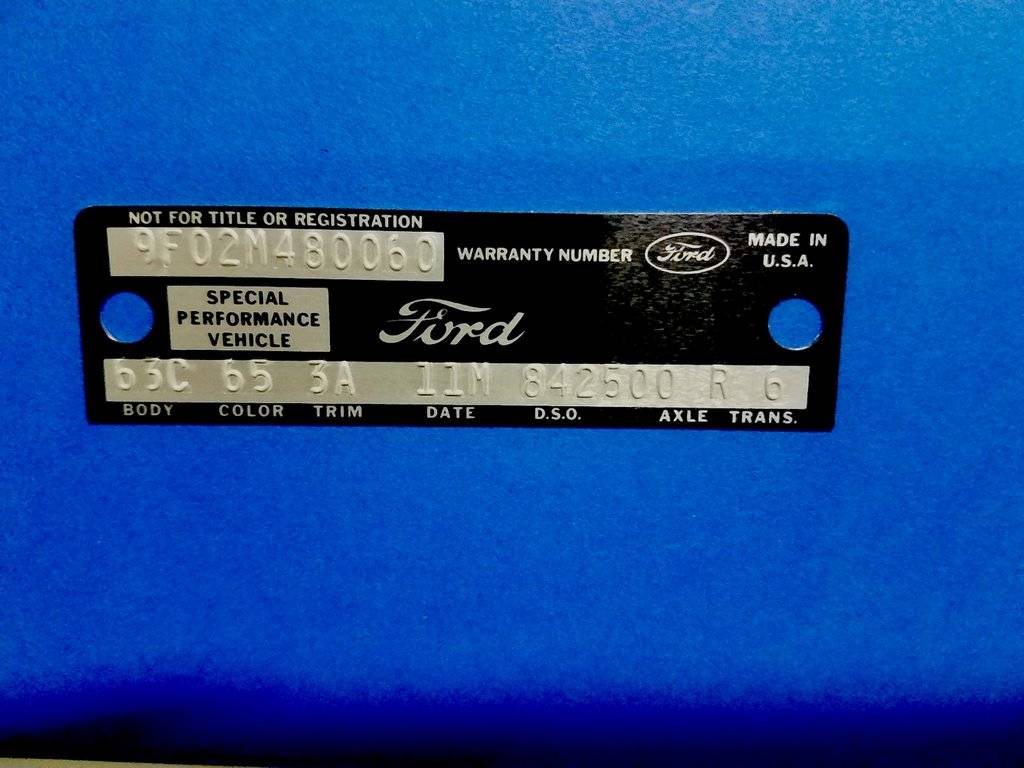 NOT FOR TITLE OR REGISTRATION
9F02M480060
WARRANTY NUMBER
Ford
MADE IN
U.S.A.
SPECIAL
PERFORMANCE
VEHICLE
Ford
63C 65 3A 11M 842500 R 6
BODY COLOR TRIM DATE D.S.O. AXLE TRANS.